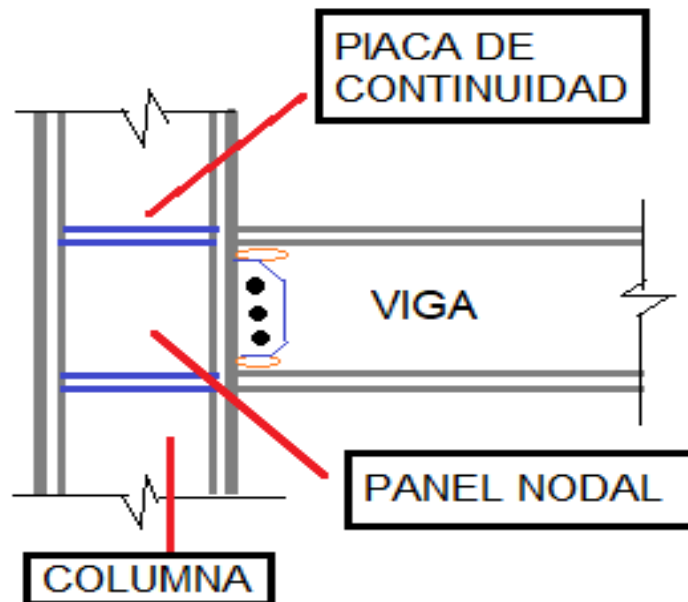 PIACA DE
CONTINUIDAD
VIGA
PANEL NODAL
COLUMNA